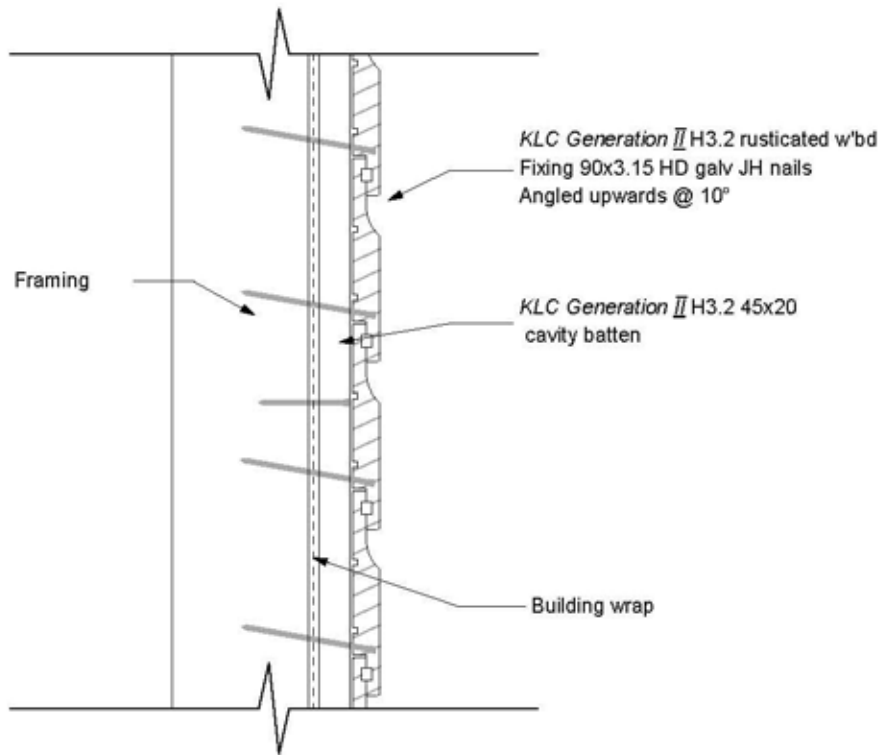 KLC Generation II H3.2 rusticated w'bd
Fixing 90x3.15 HD galv JH nails
Angled upwards @ 10°
Framing
KLC Generation II H3.2 45x20
cavity batten
Building wrap